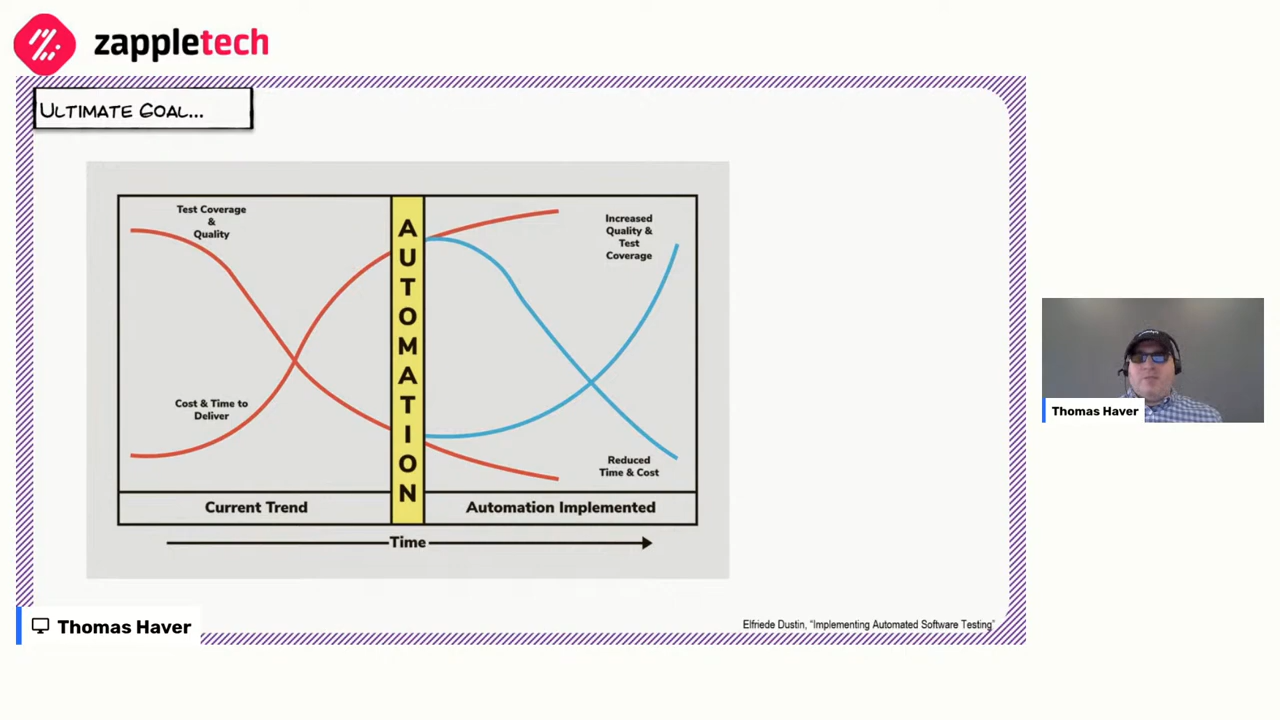 zappletech
ULTIMATE GOAL...
Test Coverage
&
Quality
Cost & Time to
Deliver
AUTOMATION
Increased
Quality &
Test
Coverage
Reduced
Time & Cost
Current Trend
Automation Implemented
Time
Thomas Haver
Thomas Haver
Elfriede Dustin, “Implementing Automated Software Testing”